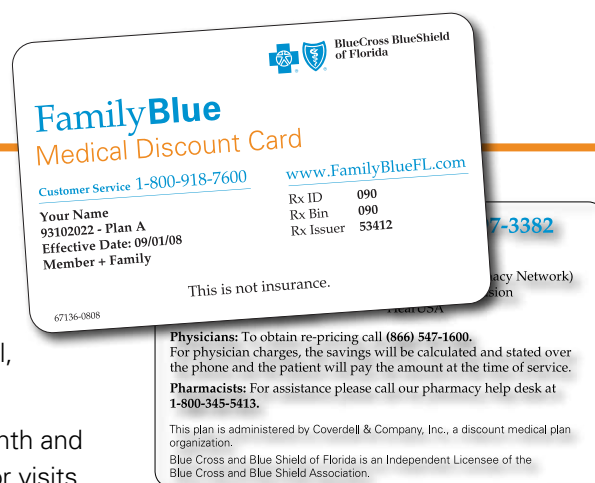 BlueCross BlueShield
of Florida
FamilyBlue
Medical Discount Card
Customer Service 1-800-918-7600
www.FamilyBlueFL.com
Your Name
93102022 - Plan A
Effective Date: 09/01/08
Member + Family
Rx ID 090
Rx Bin 090
Rx Issuer 53412
This is not insurance.
67136-0808
7-3382
acy Network)
sion
HearUSA
Physicians: To obtain re-pricing call (866) 547-1600.
For physician charges, the savings will be calculated and stated over
the phone and the patient will pay the amount at the time of service.
Pharmacists: For assistance please call our pharmacy help desk at
1-800-345-5413.
This plan is administered by Coverdell & Company, Inc., a discount medical plan
organization.
Blue Cross and Blue Shield of Florida is an Independent Licensee of the
Blue Cross and Blue Shield Association.
l,
nth and
or visits